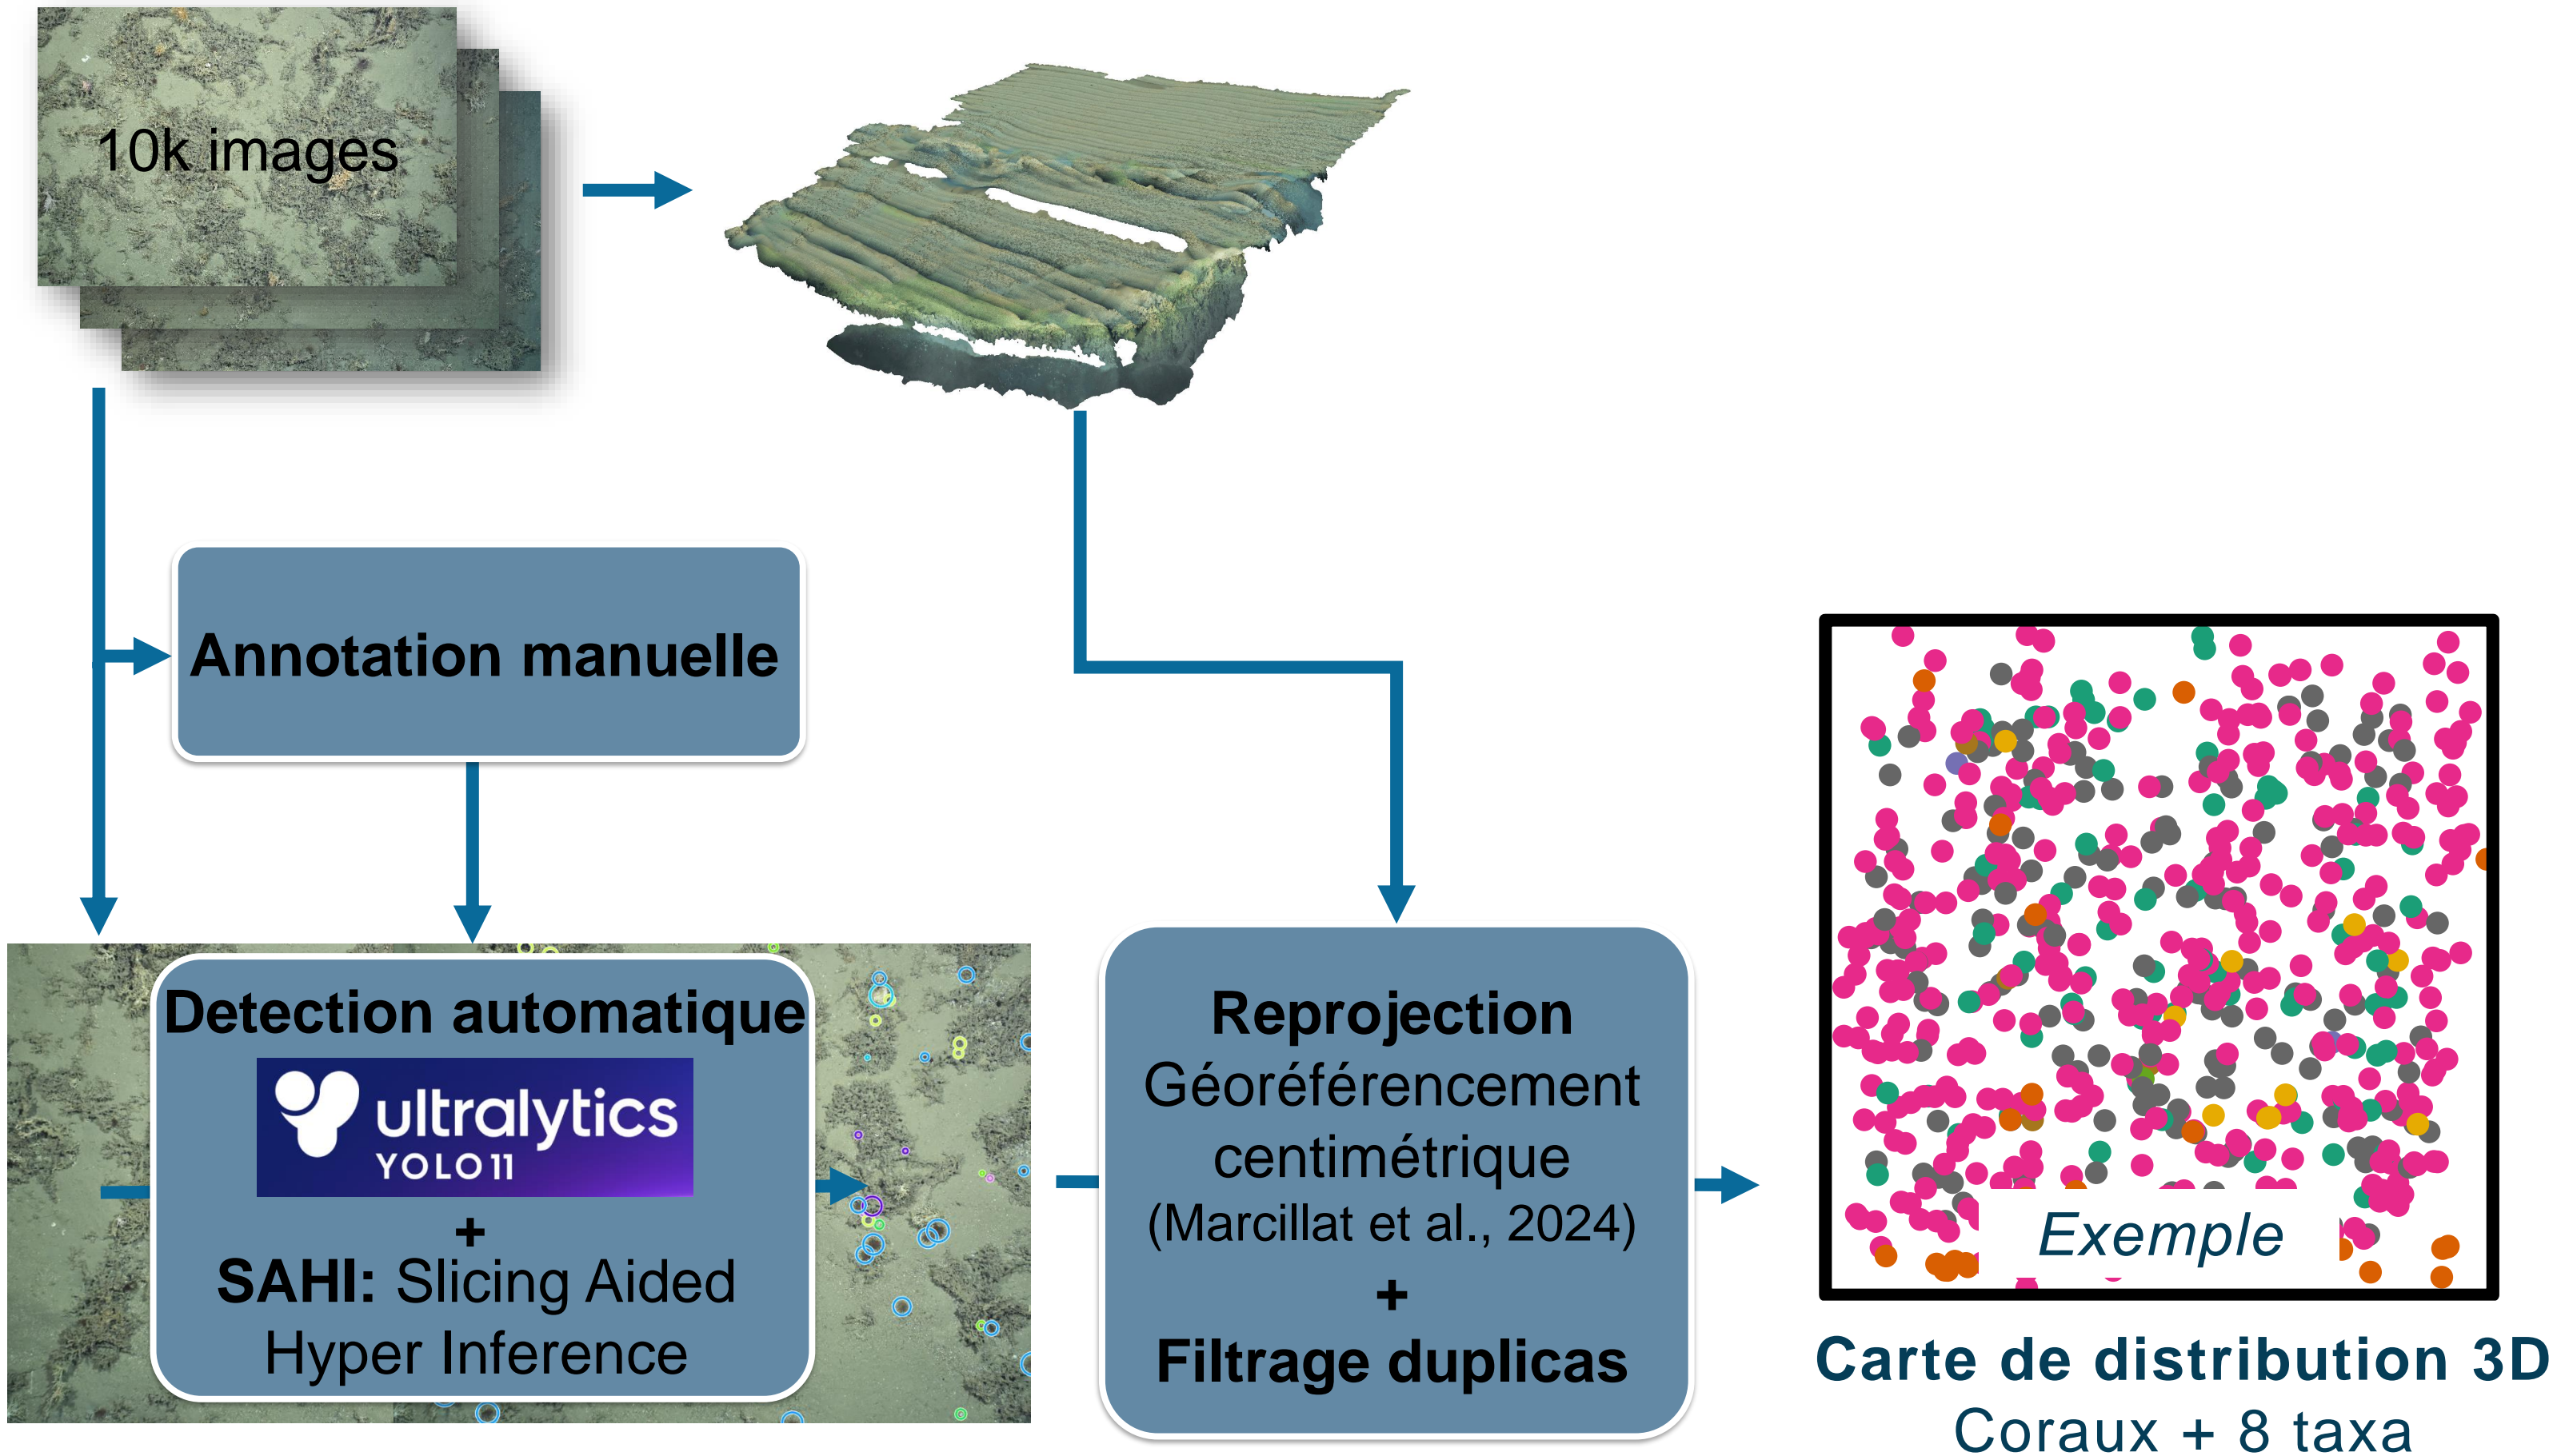 10k images
Annotation manuelle
Detection automatique
ultralytics
YOLO11
+
SAHI: Slicing Aided
Hyper Inference
Reprojection
Géoréférencement
centimétrique
(Marcillat et al., 2024)
+
Filtrage duplicas
Exemple
Carte de distribution 3D
Coraux + 8 taxa